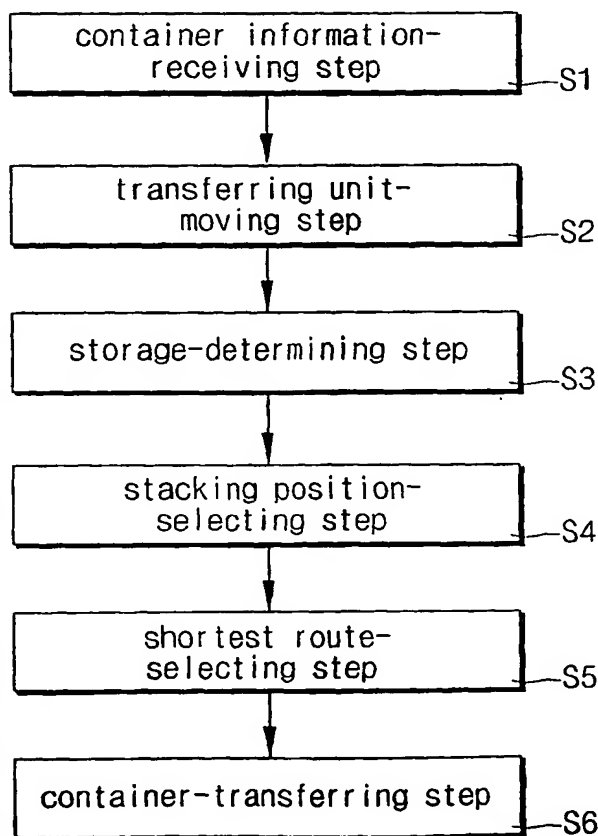 container information-
receiving step
S1
transferring unit-
moving step
S2
storage-determining step
S3
stacking position-
selecting step
S4
shortest route-
selecting step
S5
container-transferring step
S6